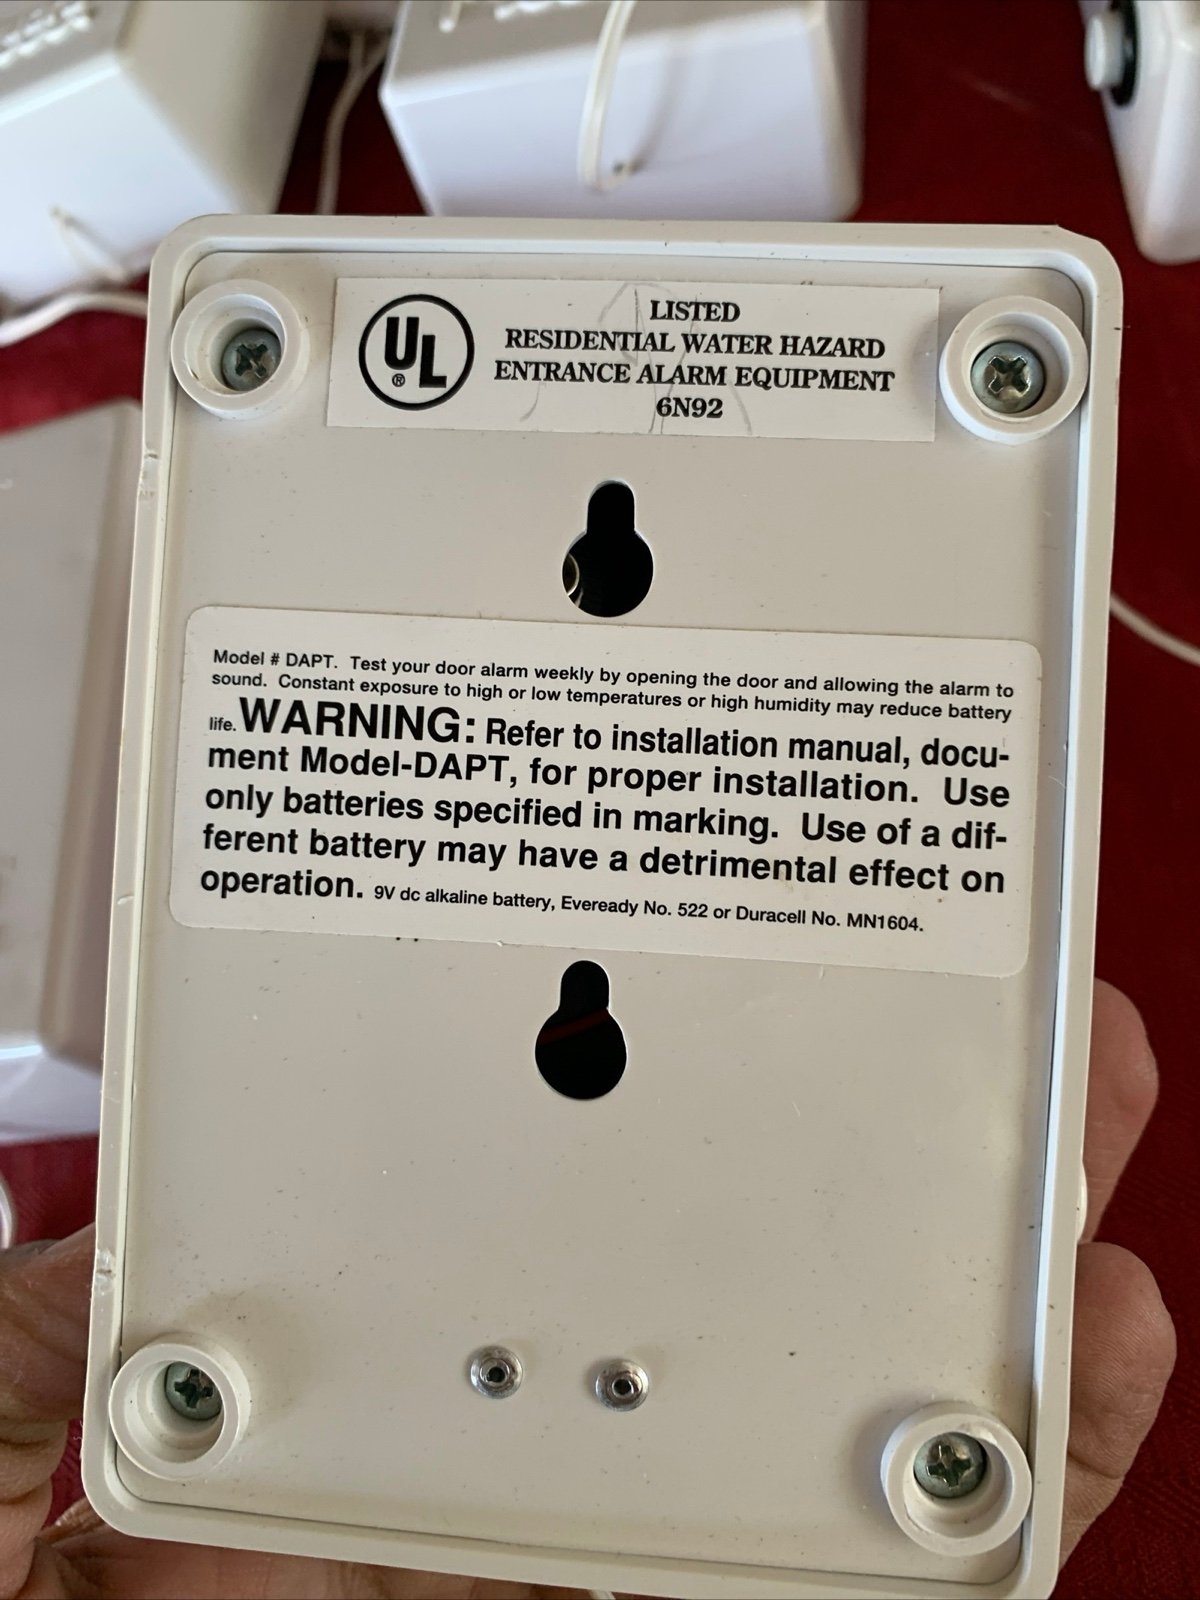 UL
®
LISTED
RESIDENTIAL WATER HAZARD
ENTRANCE ALARM EQUIPMENT
6N92
Model # DAPT. Test your door alarm weekly by opening the door and allowing the alarm to
sound. Constant exposure to high or low temperatures or high humidity may reduce battery
life. WARNING: Refer to installation manual, docu-
ment Model-DAPT, for proper installation. Use
only batteries specified in marking. Use of a dif-
ferent battery may have a detrimental effect on
operation. 9V dc alkaline battery, Eveready No. 522 or Duracell No. MN1604.